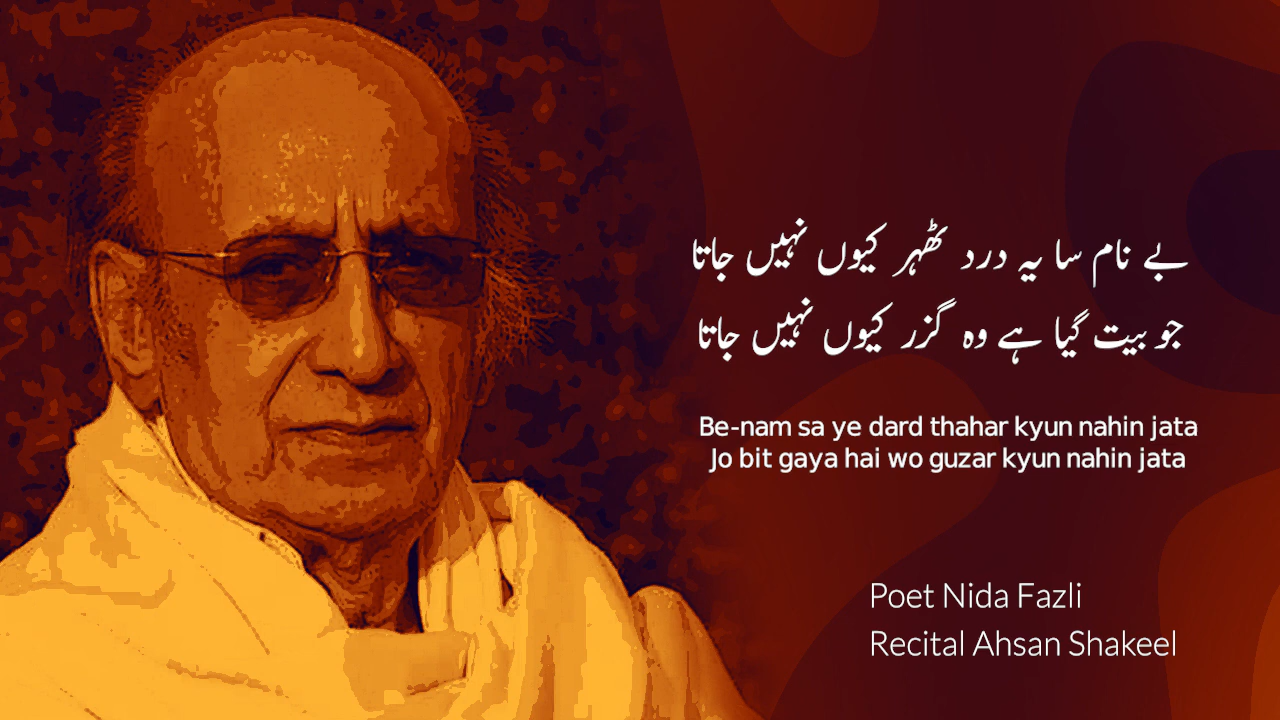 بے نام سا یہ درد ٹھہر کیوں نہیں جاتا
جو بیت گیا ہے وہ گزر کیوں نہیں جاتا
Be-nam sa ye dard thahar kyun nahin jata
Jo bit gaya hai wo guzar kyun nahin jata
Poet Nida Fazli
Recital Ahsan Shakeel